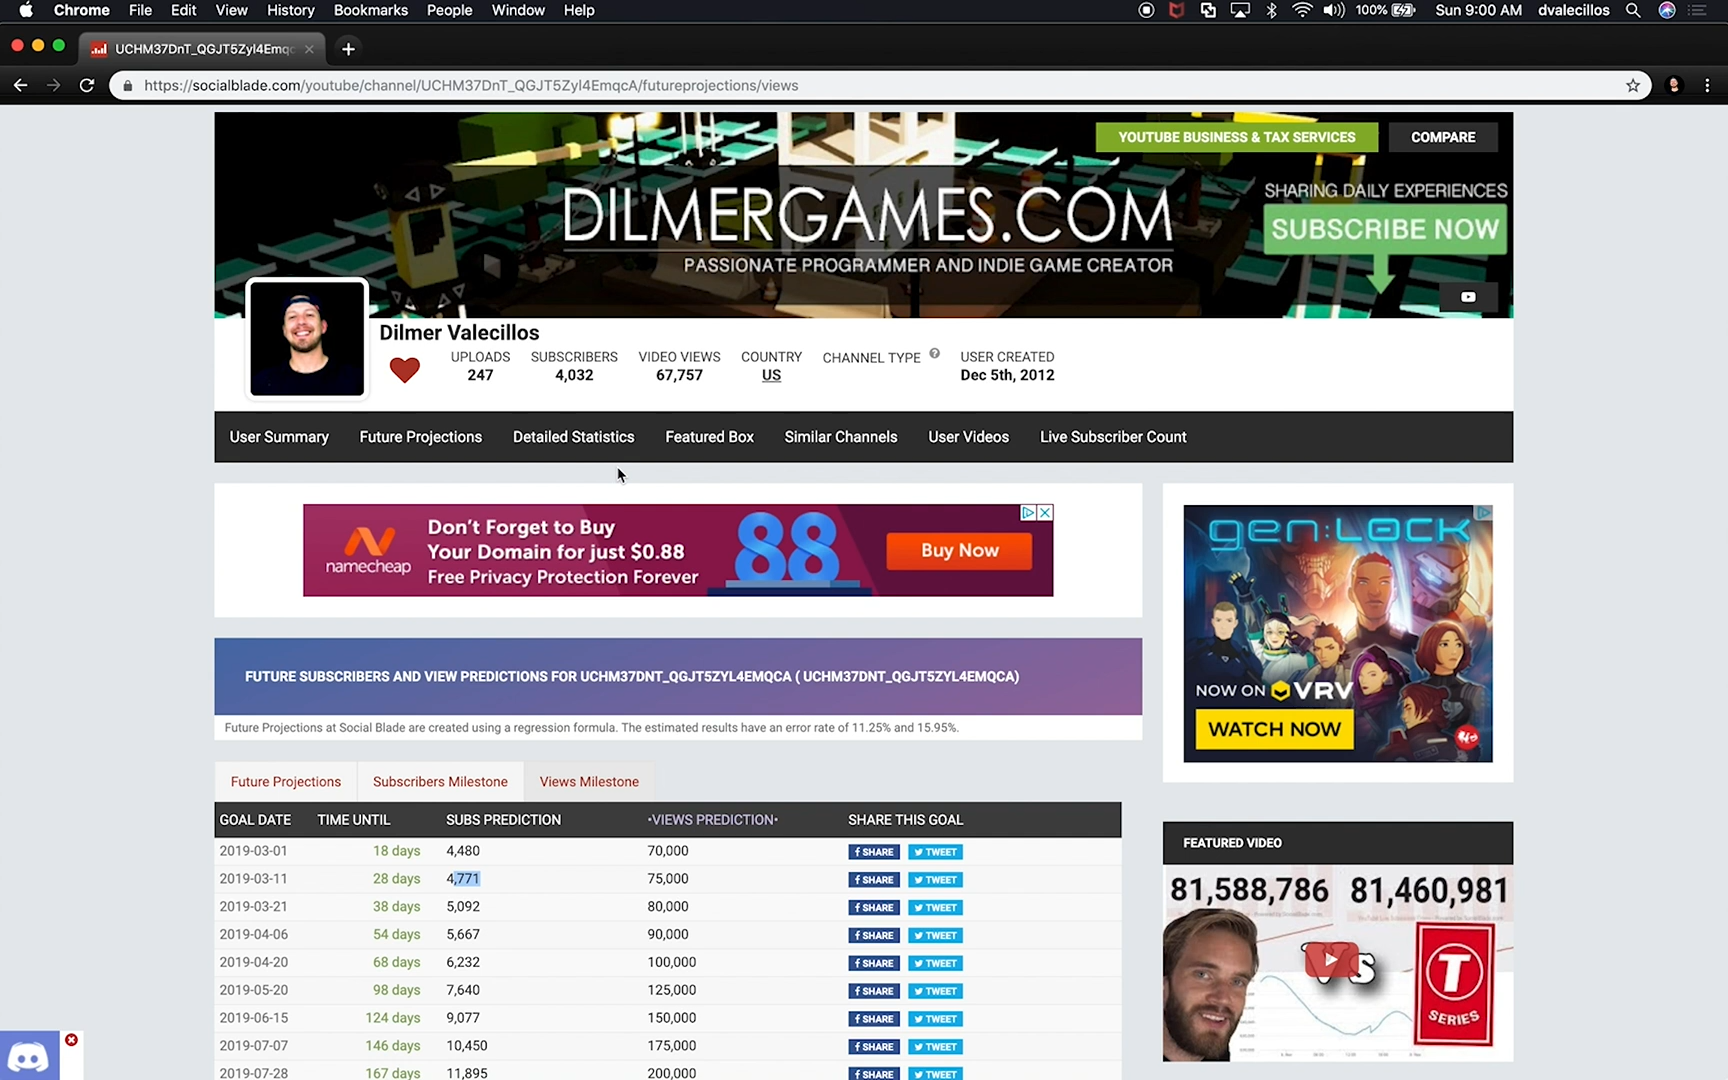 Chrome File Edit View History Bookmarks People Window Help 100% Sun 9:00 AM dvalecillos
UCHM37DnT_QGJT5Zyl4Emqc
https://socialblade.com/youtube/channel/UCHM37DnT_QGJT5Zyl4EmqcA/futureprojections/views
YOUTUBE BUSINESS & TAX SERVICES COMPARE
DILMERGAMES.COM
PASSIONATE PROGRAMMER AND INDIE GAME CREATOR
SHARING DAILY EXPERIENCES
SUBSCRIBE NOW
Dilmer Valecillos
UPLOADS SUBSCRIBERS VIDEO VIEWS COUNTRY CHANNEL TYPE USER CREATED
247 4,032 67,757 US Dec 5th, 2012
User Summary Future Projections Detailed Statistics Featured Box Similar Channels User Videos Live Subscriber Count
namecheap
Don't Forget to Buy
Your Domain for just $0.88
Free Privacy Protection Forever
88
Buy Now
gen:LOCK
NOW ON VRV
WATCH NOW
FUTURE SUBSCRIBERS AND VIEW PREDICTIONS FOR UCHM37DNT_QGJT5ZYL4EMQCA ( UCHM37DNT_QGJT5ZYL4EMQCA)
Future Projections at Social Blade are created using a regression formula. The estimated results have an error rate of 11.25% and 15.95%.
Future Projections Subscribers Milestone Views Milestone
GOAL DATE TIME UNTIL SUBS PREDICTION •VIEWS PREDICTION• SHARE THIS GOAL
2019-03-01 18 days 4,480 70,000 SHARE TWEET
2019-03-11 28 days 4,771 75,000 SHARE TWEET
2019-03-21 38 days 5,092 80,000 SHARE TWEET
2019-04-06 54 days 5,667 90,000 SHARE TWEET
2019-04-20 68 days 6,232 100,000 SHARE TWEET
2019-05-20 98 days 7,640 125,000 SHARE TWEET
2019-06-15 124 days 9,077 150,000 SHARE TWEET
2019-07-07 146 days 10,450 175,000 SHARE TWEET
2019-07-28 167 days 11,895 200,000 SHARE TWEET
FEATURED VIDEO
81,588,786 81,460,981
VS
T
SERIES